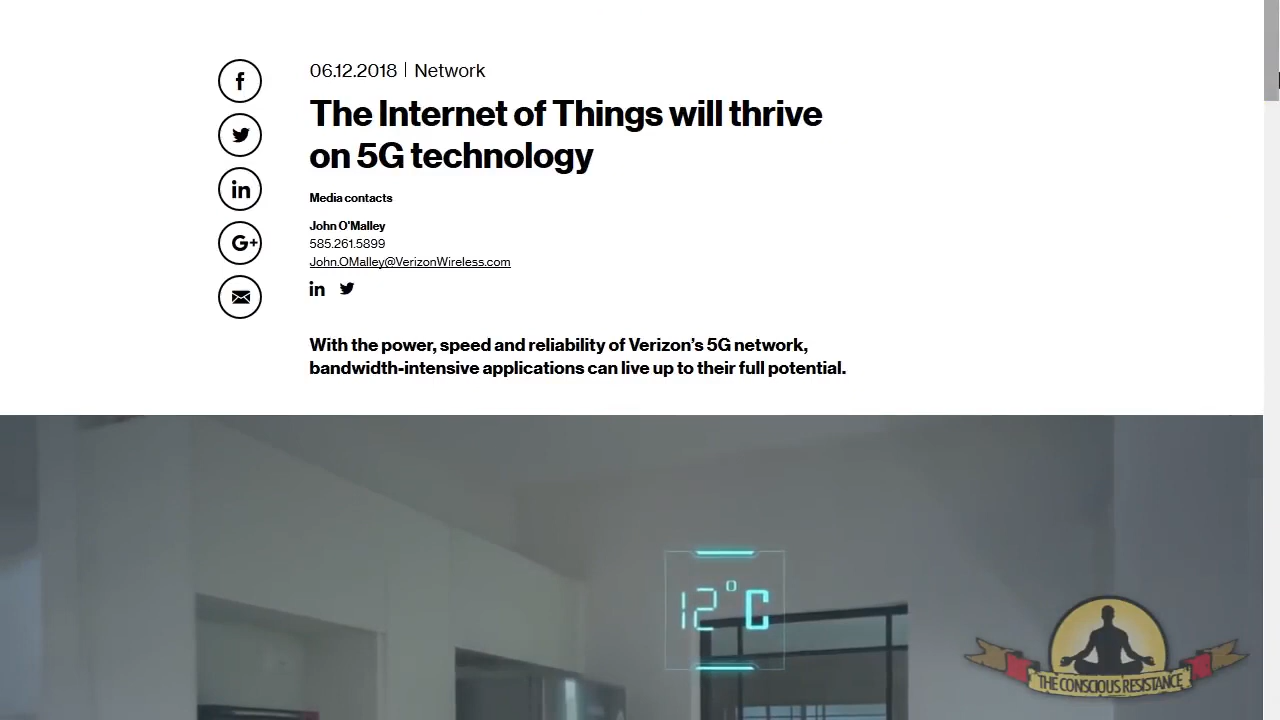 06.12.2018 | Network
The Internet of Things will thrive
on 5G technology
Media contacts
John O'Malley
585.261.5899
John.OMalley@VerizonWireless.com
With the power, speed and reliability of Verizon’s 5G network,
bandwidth-intensive applications can live up to their full potential.
12°C
THE CONSCIOUS RESISTANCE